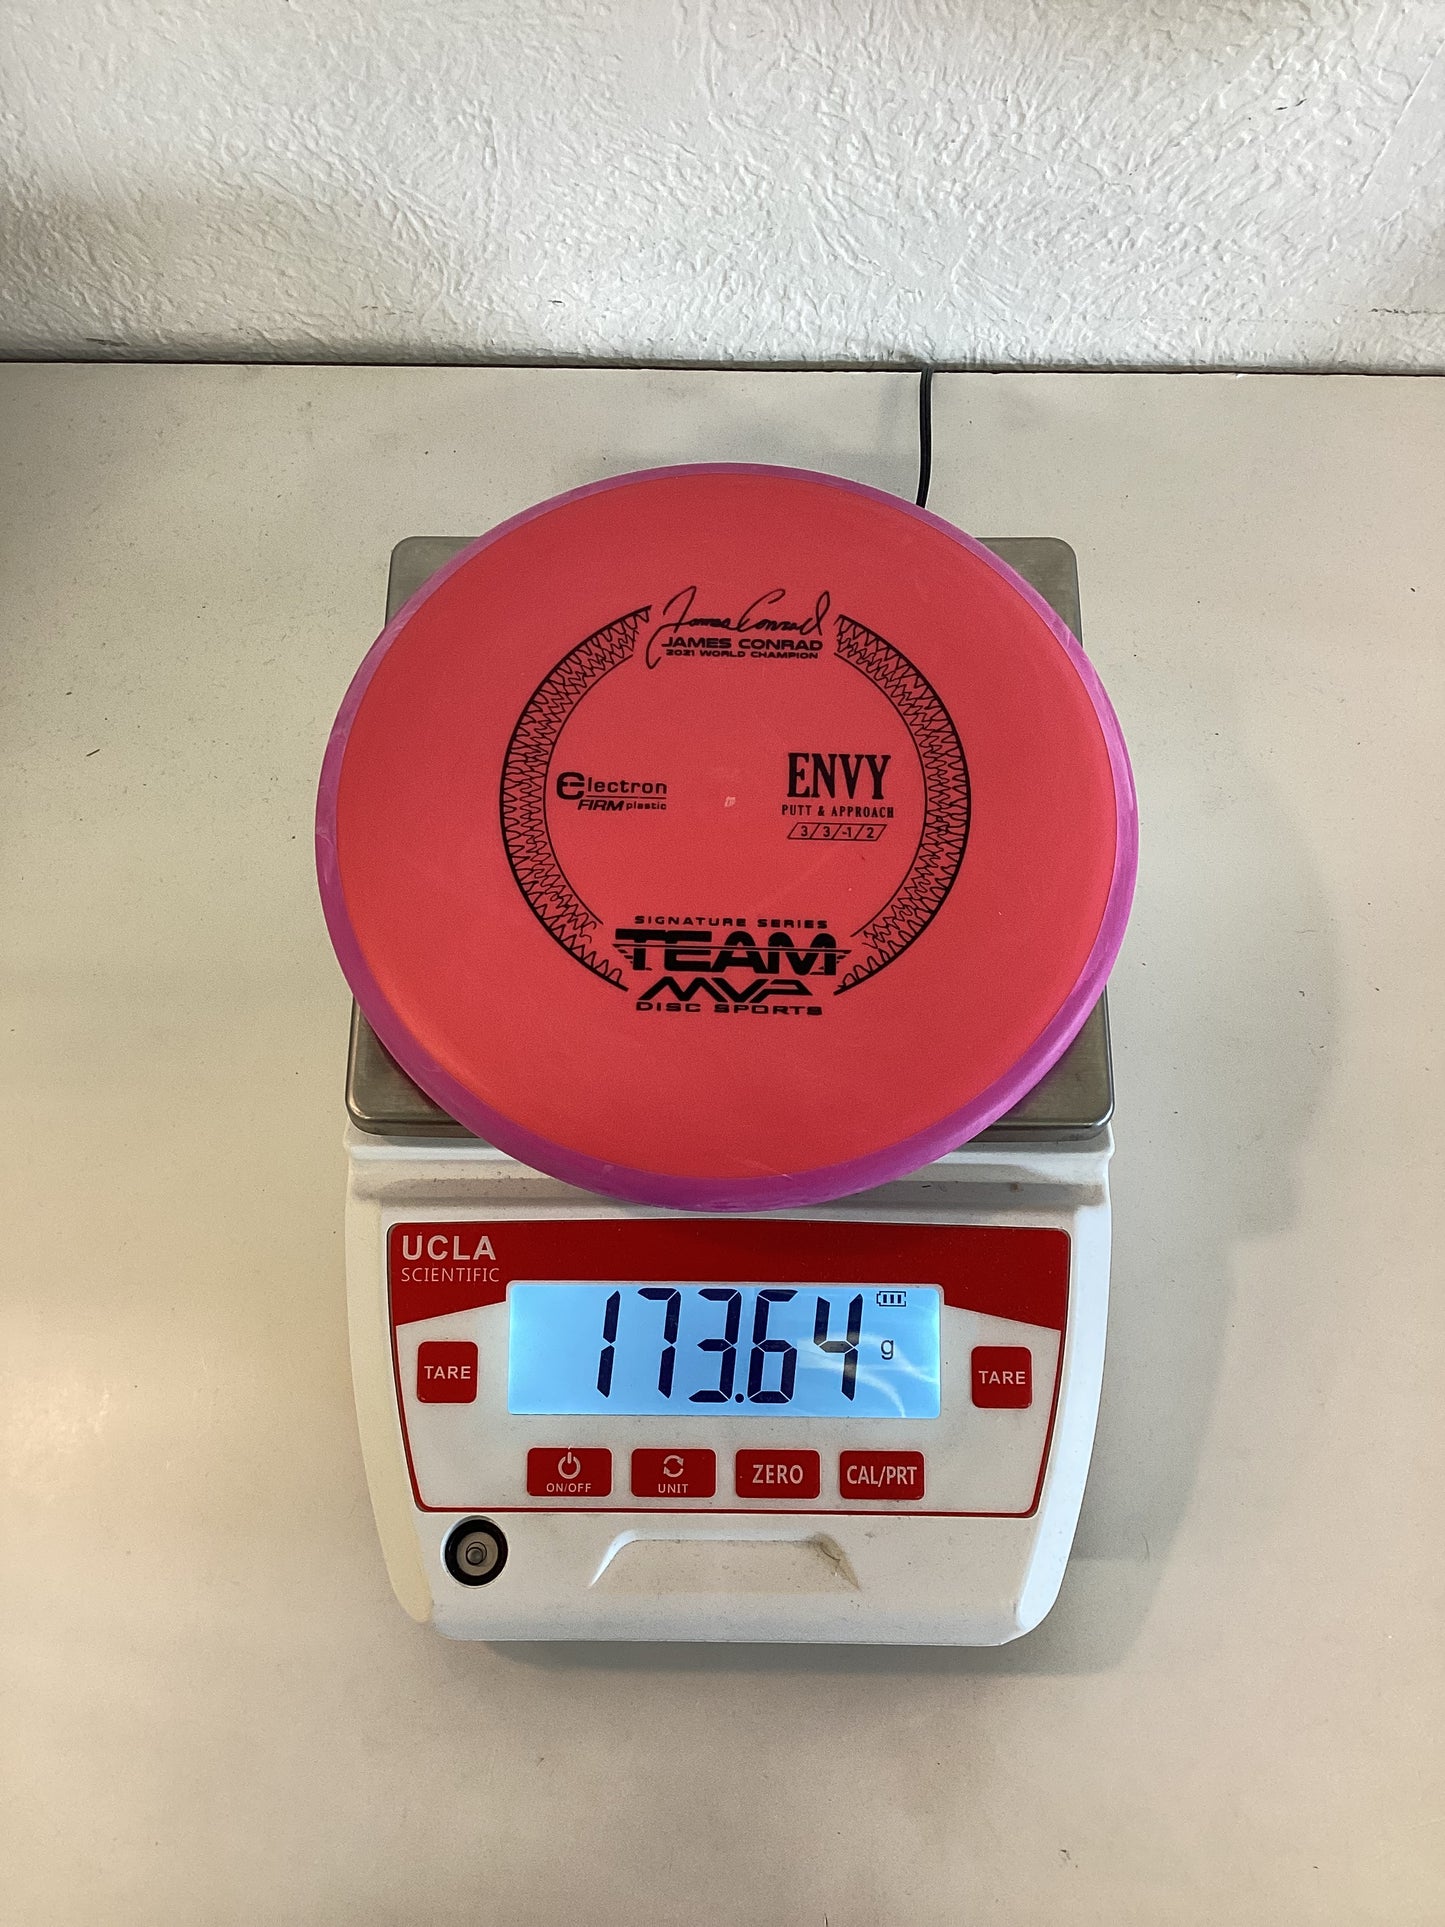 James Conrad
JAMES CONRAD
2021 WORLD CHAMPION
Electron
FIRM plastic
ENVY
PUTT & APPROACH
3/3/-1/2
SIGNATURE SERIES
TEAM
MVP
DISC SPORTS
UCLA
SCIENTIFIC
173.64 g
TARE
TARE
ON/OFF
UNIT
ZERO
CAL/PRT